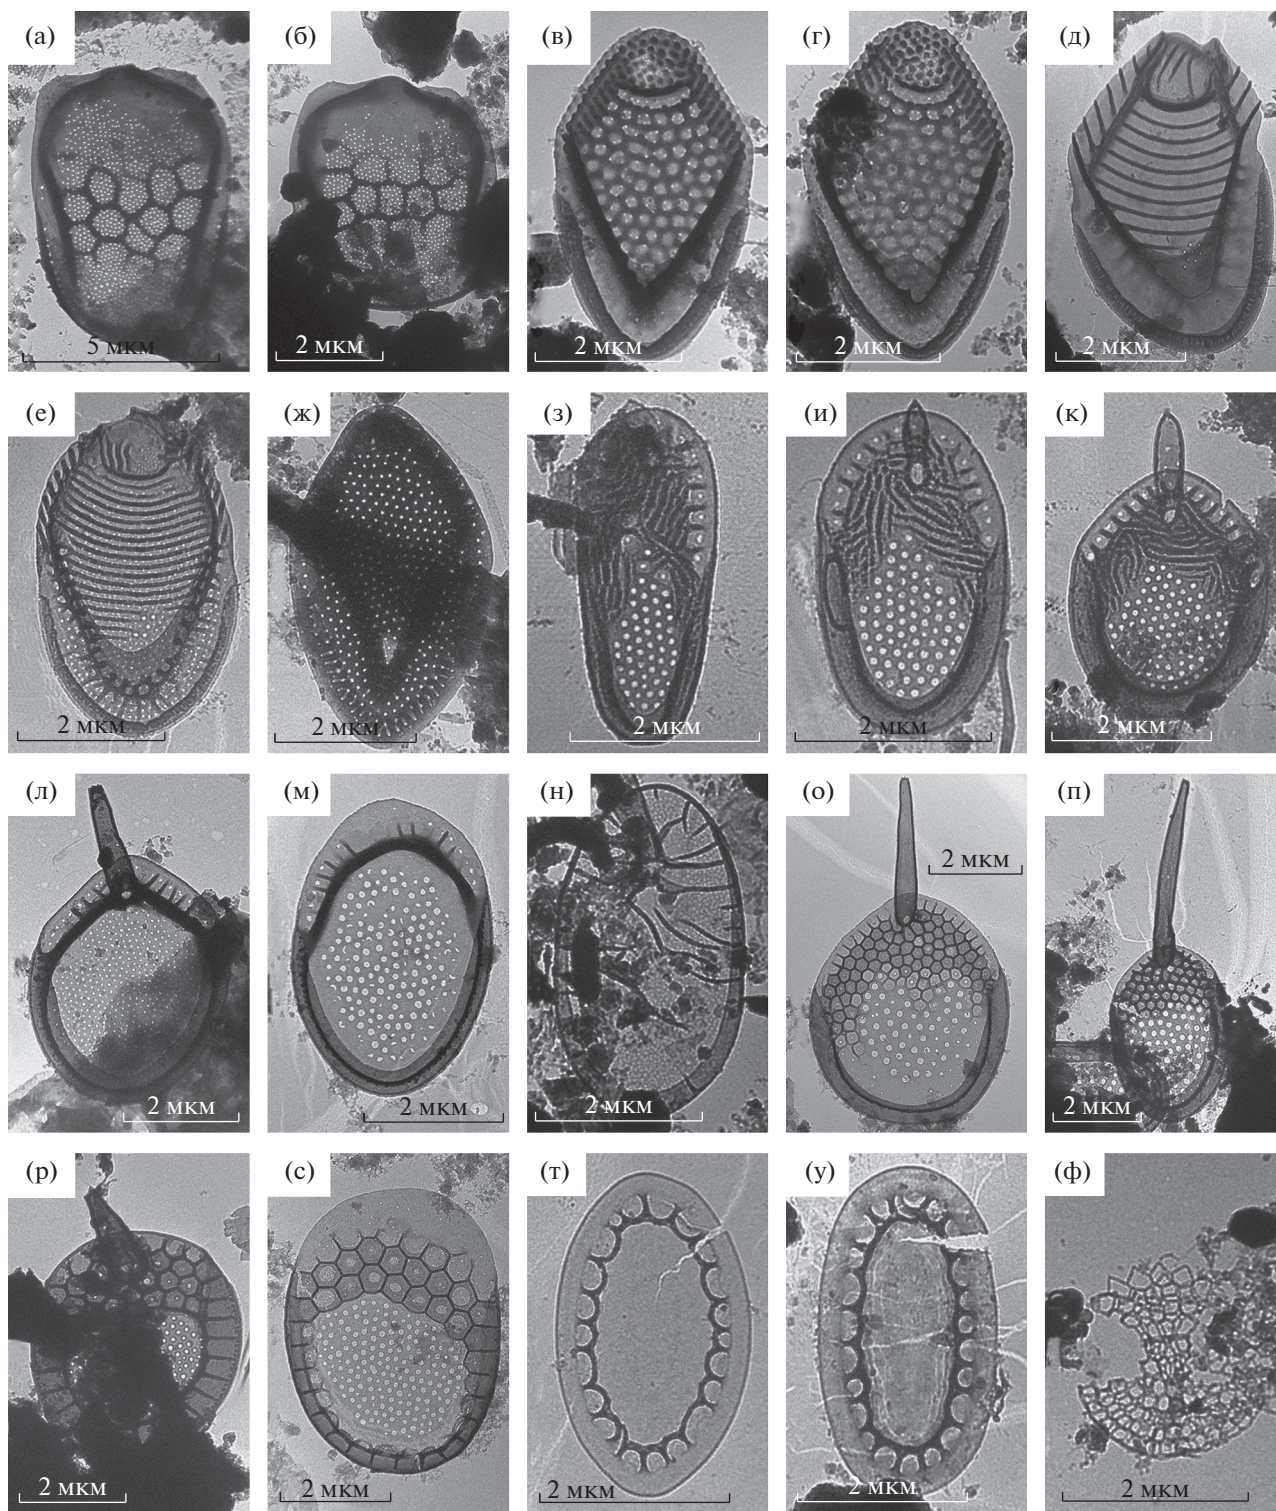 (а) (б) (в) (г) (д)
5 мкм 2 мкм 2 мкм 2 мкм 2 мкм
(е) (ж) (з) (и) (к)
2 мкм 2 мкм 2 мкм 2 мкм 2 мкм
(л) (м) (н) (о) (п)
2 мкм
2 мкм 2 мкм 2 мкм 2 мкм
(р) (с) (т) (у) (ф)
2 мкм 2 мкм 2 мкм 2 мкм 2 мкм